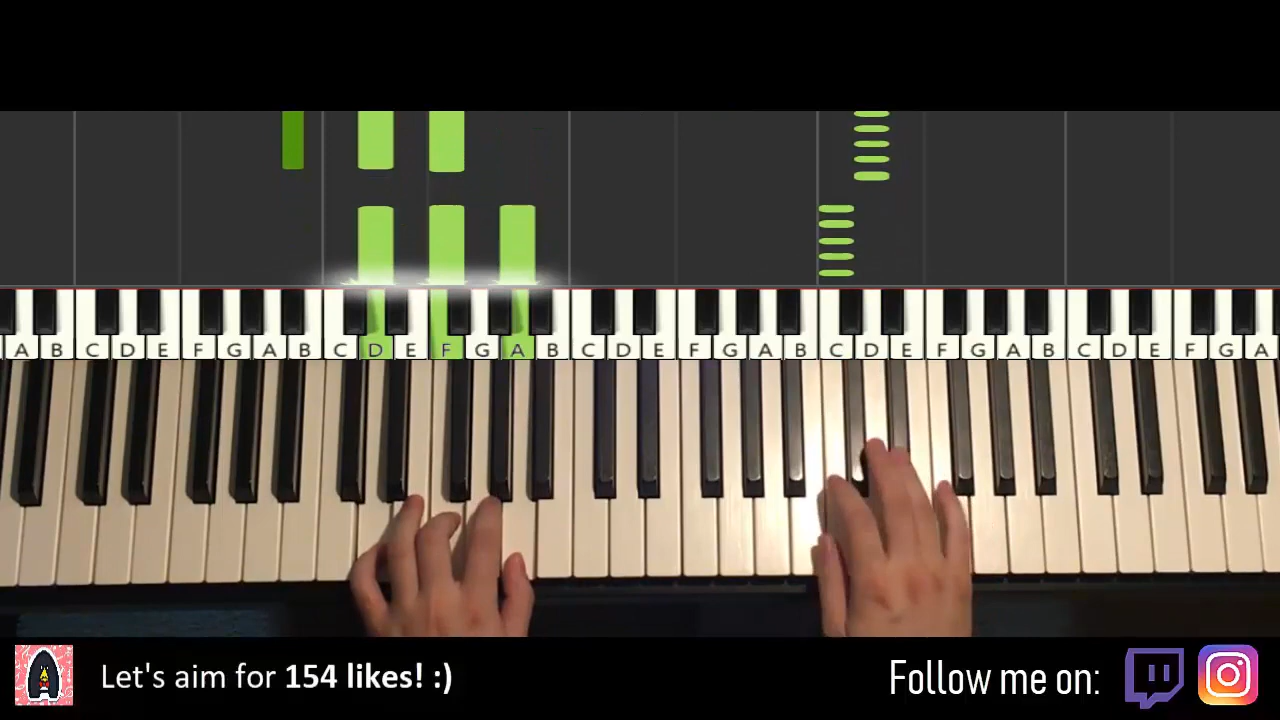 A B C D E F G A B C D E F G A B C D E F G A B C D E F G A B C D E F G A
Let's aim for 154 likes! :)
Follow me on: